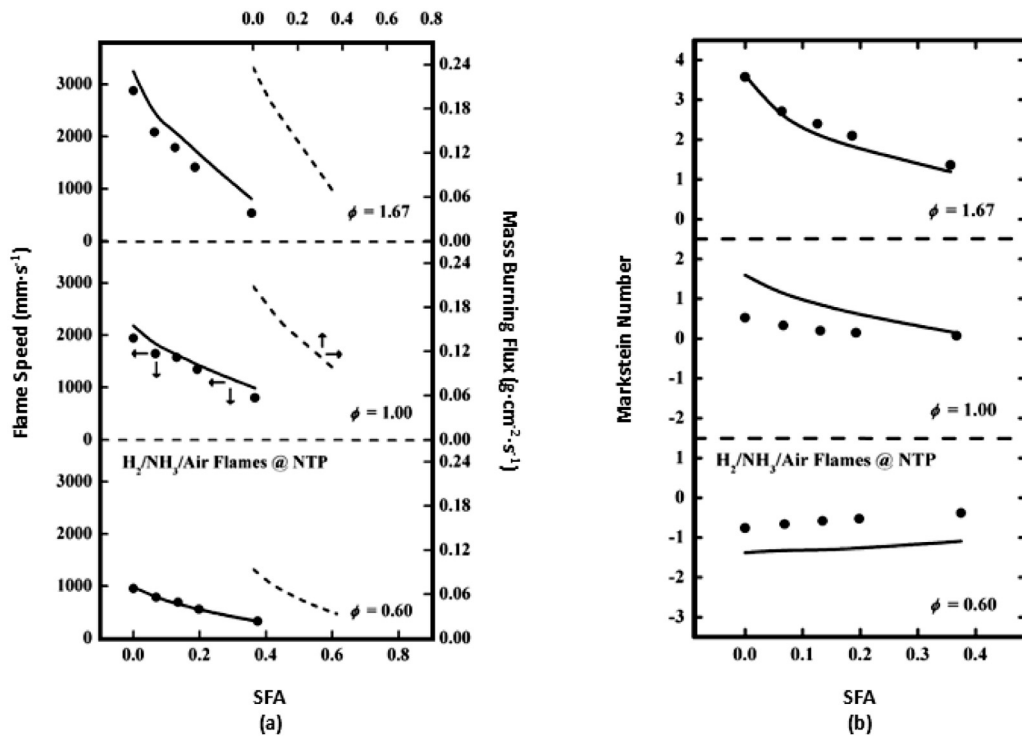 0.0 0.2 0.4 0.6 0.8
(a)
(b)
3000
2000
1000
0
3000
2000
1000
0
3000
2000
1000
0
Flame Speed (mm·s⁻¹)
0.24
0.18
0.12
0.06
0.00
0.24
0.18
0.12
0.06
0.00
0.24
0.18
0.12
0.06
0.00
Mass Burning Flux (g·cm⁻²·s⁻¹)
ϕ = 1.67
ϕ = 1.00
H₂/NH₃/Air Flames @ NTP
ϕ = 0.60
0.0 0.2 0.4 0.6 0.8
SFA
(a)
4
3
2
1
0
2
1
0
-1
2
1
0
-1
-2
-3
Markstein Number
ϕ = 1.67
ϕ = 1.00
H₂/NH₃/Air Flames @ NTP
ϕ = 0.60
0.0 0.1 0.2 0.3 0.4
SFA
(b)